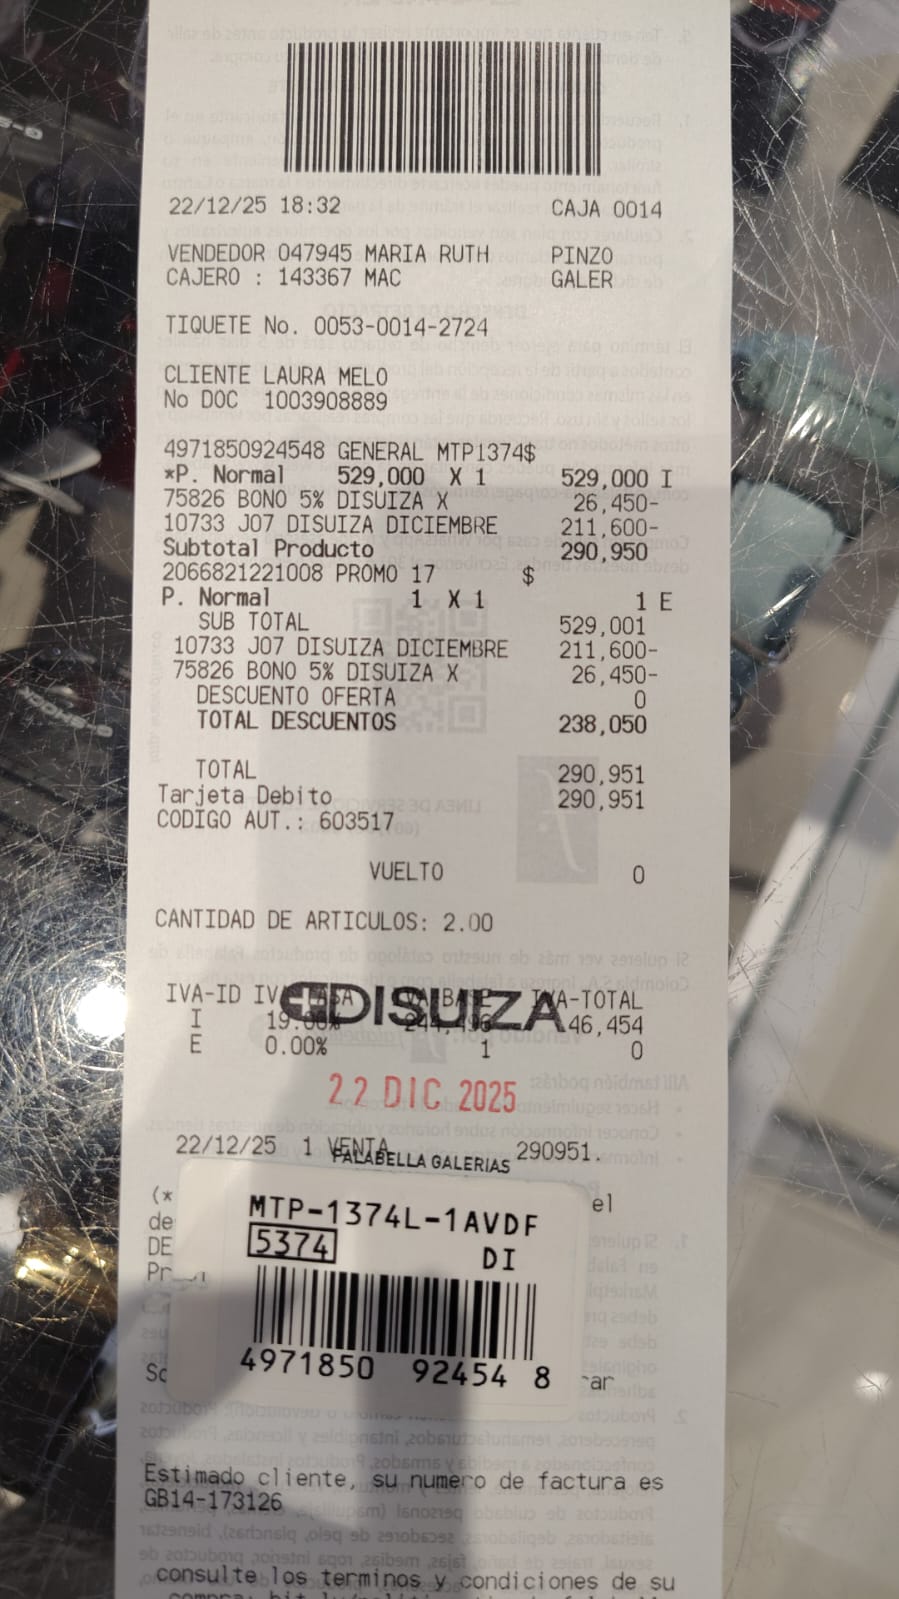 22/12/25 18:32 CAJA 0014
VENDEDOR 047945 MARIA RUTH PINZO
CAJERO : 143367 MAC GALER
TIQUETE No. 0053-0014-2724
CLIENTE LAURA MELO
No DOC 1003908889
4971850924548 GENERAL MTP1374$
*P. Normal 529,000 X 1 529,000 I
75826 BONO 5% DISUIZA X 26,450-
10733 J07 DISUIZA DICIEMBRE 211,600-
Subtotal Producto 290,950
2066821221008 PROMO 17 $
P. Normal 1 X 1 1 E
SUB TOTAL 529,001
10733 J07 DISUIZA DICIEMBRE 211,600-
75826 BONO 5% DISUIZA X 26,450-
DESCUENTO OFERTA 0
TOTAL DESCUENTOS 238,050
TOTAL 290,951
Tarjeta Debito 290,951
CODIGO AUT.: 603517
VUELTO 0
CANTIDAD DE ARTICULOS: 2.00
IVA-ID IVA-TOTAL
DISUIZA
I 46,454
E 0.00% 1 0
22 DIC 2025
22/12/25 1 VENTA 290951.
FALABELLA GALERIAS
el
de
DE
MTP-1374L-1AVDF
5374 DI
4971850 92454 8
Estimado cliente, su numero de factura es
GB14-173126
consulte los terminos y condiciones de su